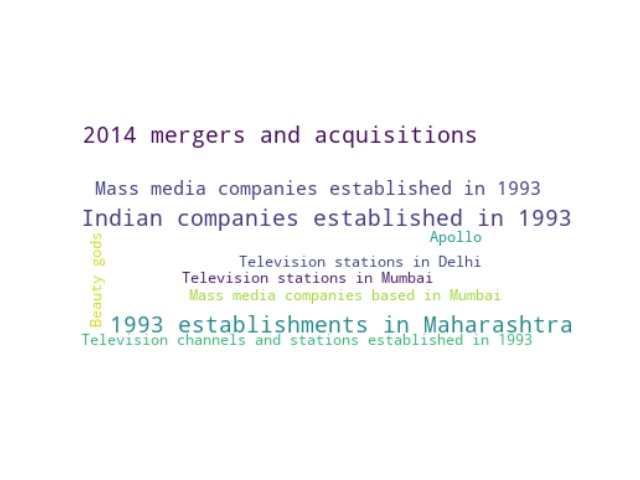 2014 mergers and acquisitions
Mass media companies established in 1993
Indian companies established in 1993
Apollo
Beauty gods
Television stations in Delhi
Television stations in Mumbai
Mass media companies based in Mumbai
1993 establishments in Maharashtra
Television channels and stations established in 1993